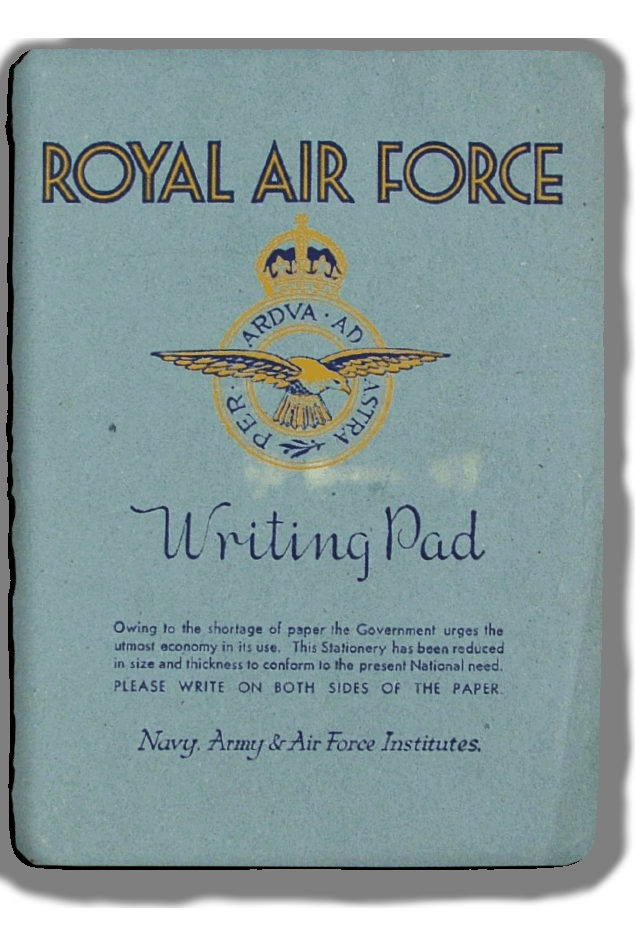 ROYAL AIR FORCE
PER · ARDVA · AD ASTRA
Writing Pad
Owing to the shortage of paper the Government urges the
utmost economy in its use. This Stationery has been reduced
in size and thickness to conform to the present National need.
PLEASE WRITE ON BOTH SIDES OF THE PAPER.
Navy, Army & Air Force Institutes.